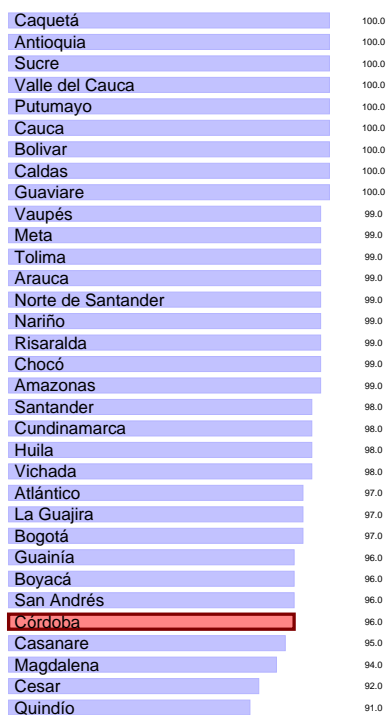 Caquetá 100.0
Antioquia 100.0
Sucre 100.0
Valle del Cauca 100.0
Putumayo 100.0
Cauca 100.0
Bolivar 100.0
Caldas 100.0
Guaviare 100.0
Vaupés 99.0
Meta 99.0
Tolima 99.0
Arauca 99.0
Norte de Santander 99.0
Nariño 99.0
Risaralda 99.0
Chocó 99.0
Amazonas 99.0
Santander 98.0
Cundinamarca 98.0
Huila 98.0
Vichada 98.0
Atlántico 97.0
La Guajira 97.0
Bogotá 97.0
Guainía 96.0
Boyacá 96.0
San Andrés 96.0
Córdoba 96.0
Casanare 95.0
Magdalena 94.0
Cesar 92.0
Quindío 91.0